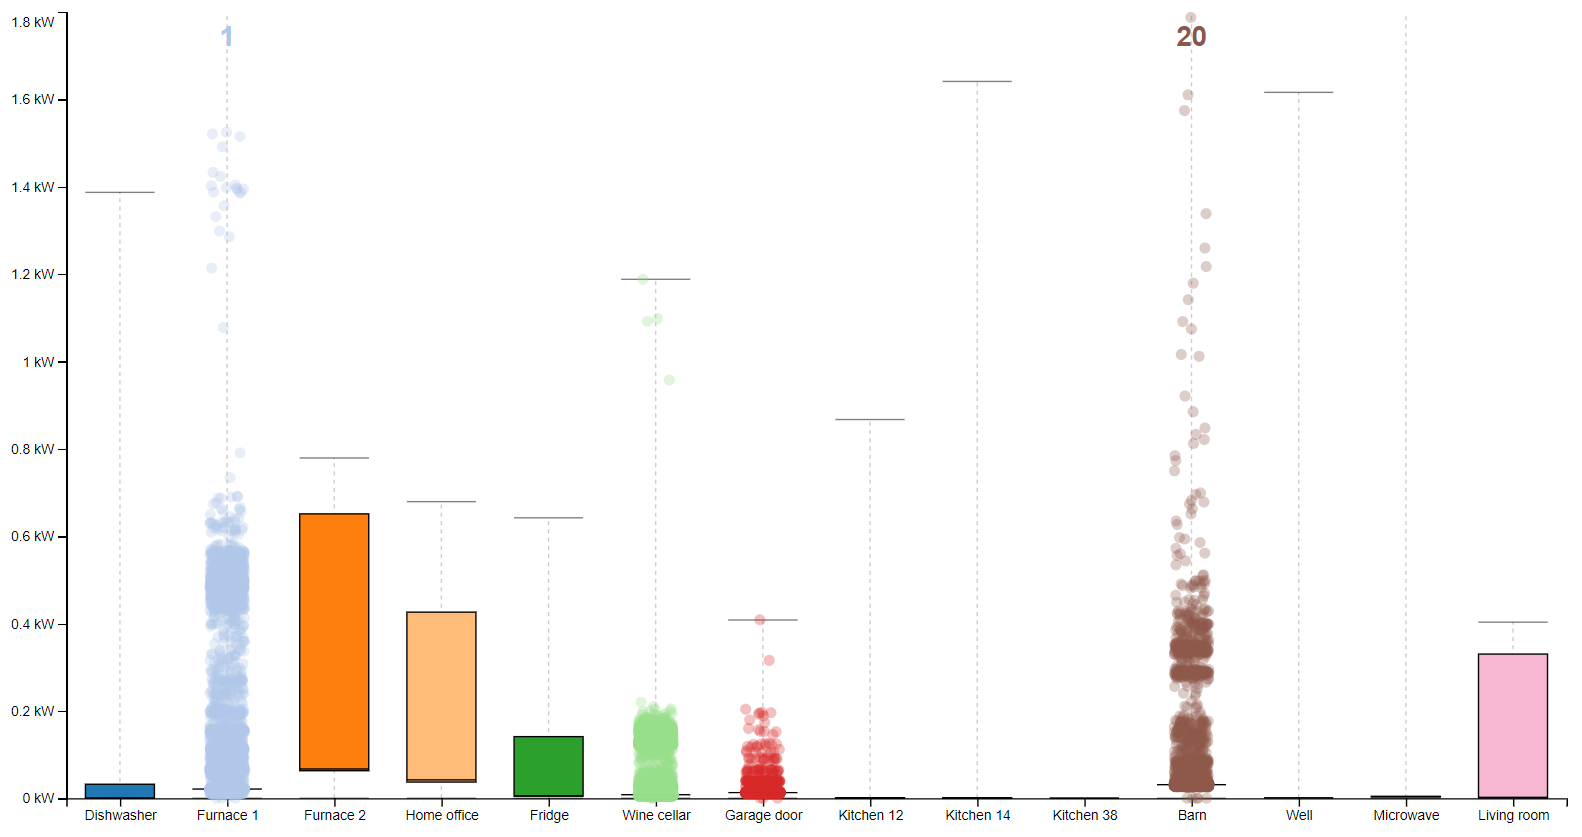 1.8 kW
1
20
1.6 kW
1.4 kW
1.2 kW
1 kW
0.8 kW
0.6 kW
0.4 kW
0.2 kW
0 kW
Dishwasher Furnace 1 Furnace 2 Home office Fridge Wine cellar Garage door Kitchen 12 Kitchen 14 Kitchen 38 Barn Well Microwave Living room